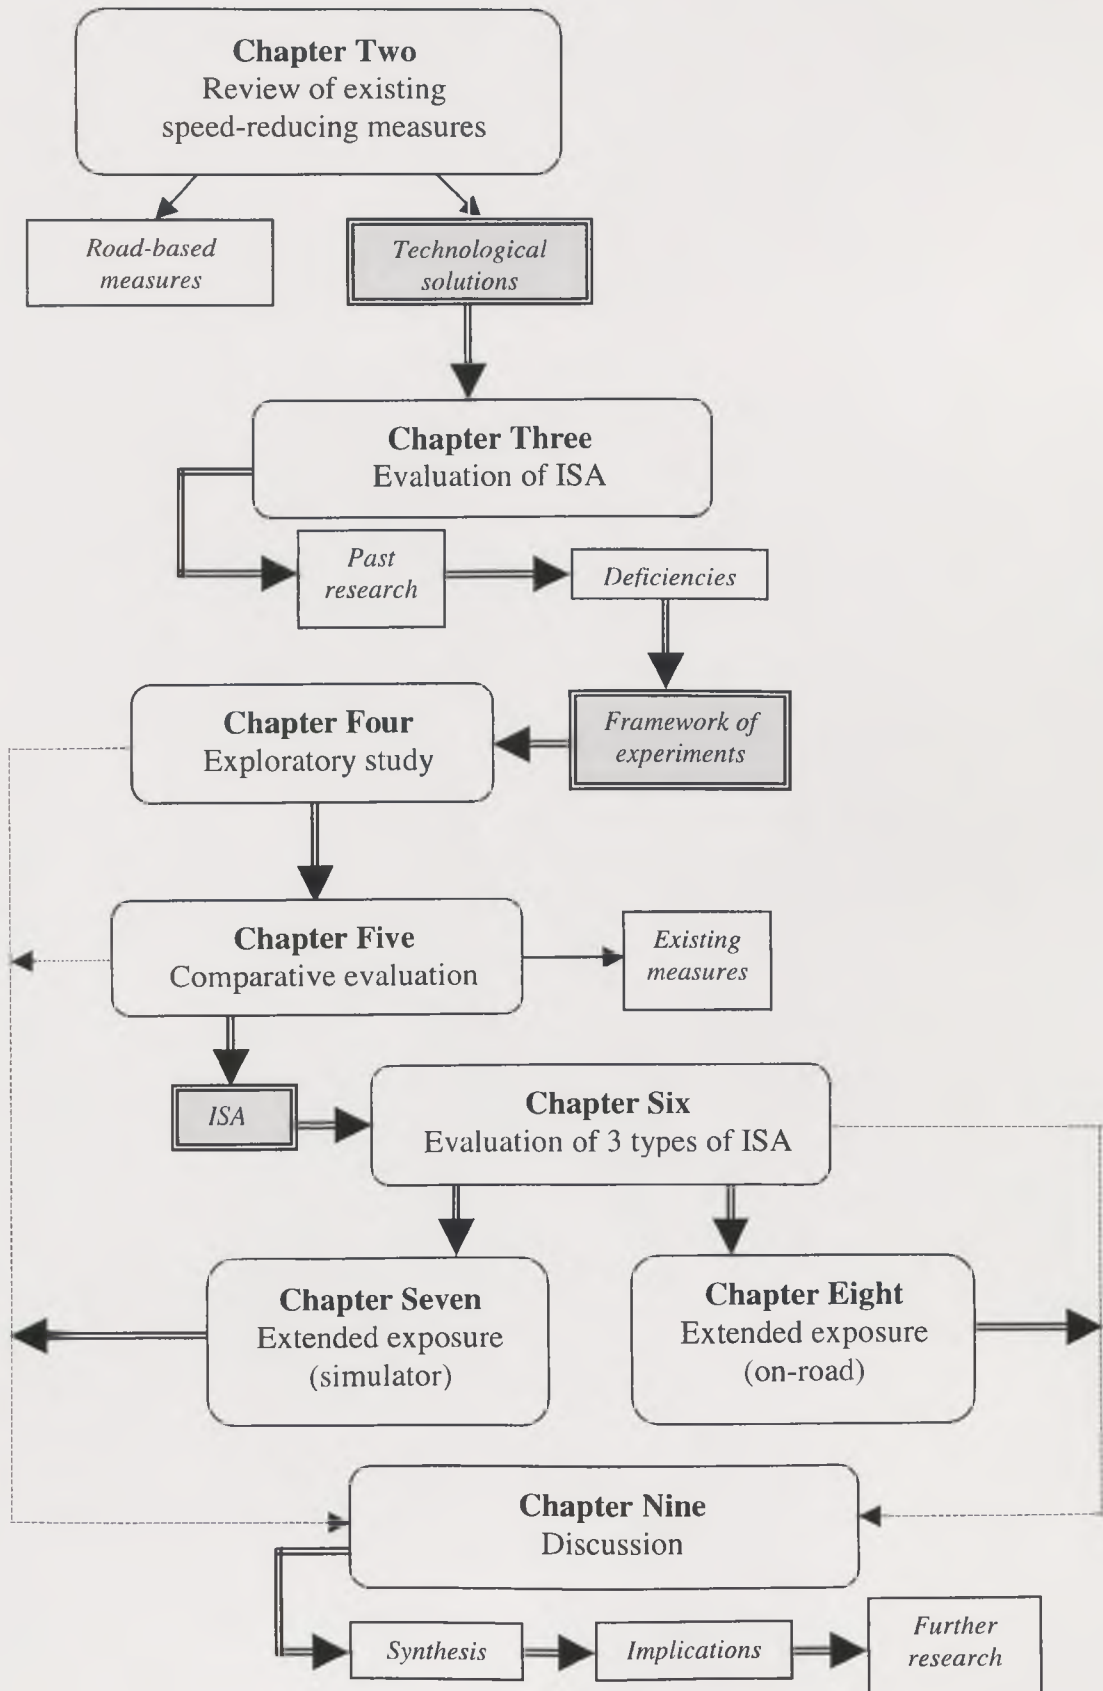 Chapter Two
Review of existing
speed-reducing measures
Road-based
measures
Technological
solutions
Chapter Three
Evaluation of ISA
Past
research
Deficiencies
Framework of
experiments
Chapter Four
Exploratory study
Chapter Five
Comparative evaluation
Existing
measures
ISA
Chapter Six
Evaluation of 3 types of ISA
Chapter Seven
Extended exposure
(simulator)
Chapter Eight
Extended exposure
(on-road)
Chapter Nine
Discussion
Synthesis
Implications
Further
research